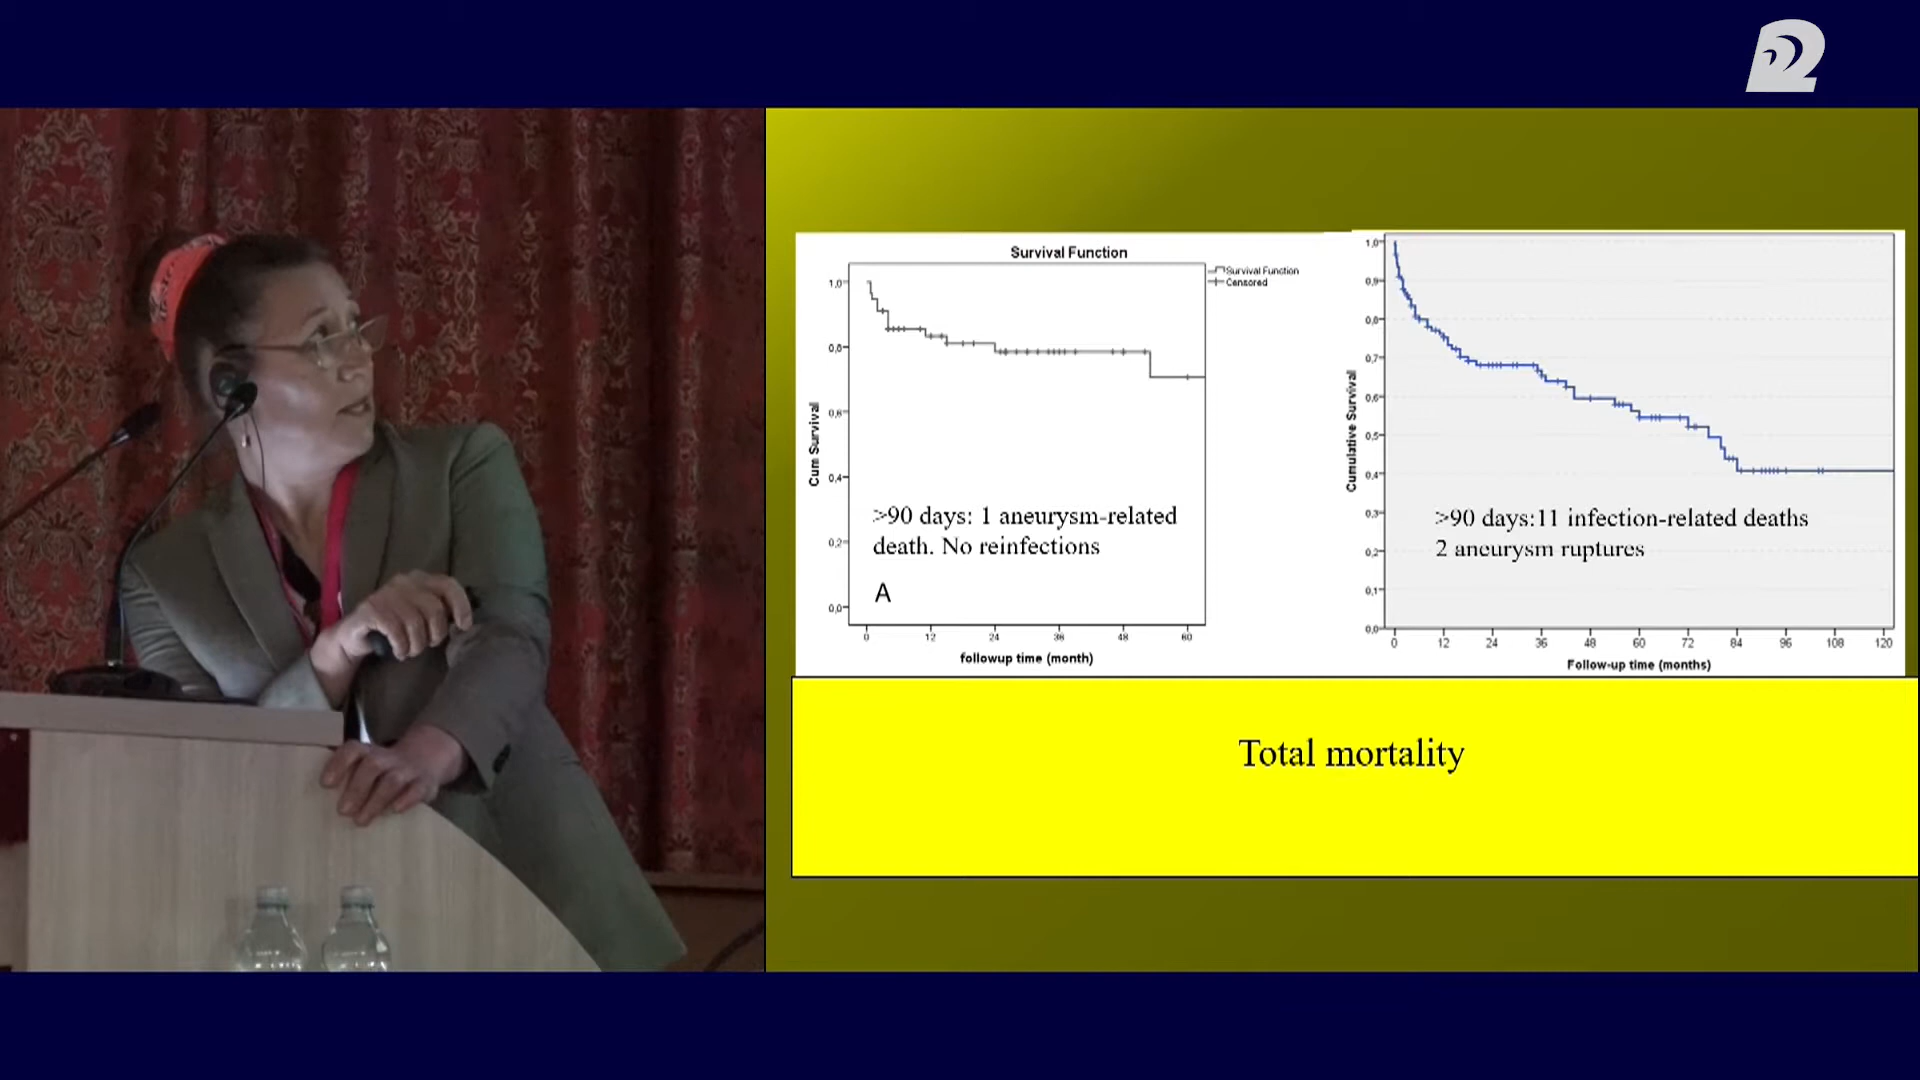 Survival Function
Survival Function
Censored
1,0
0,8
0,6
0,4
0,2
0,0
Cum Survival
>90 days: 1 aneurysm-related
death. No reinfections
A
0 12 24 36 48 60
followup time (month)
1,0
0,9
0,8
0,7
0,6
0,5
0,4
0,3
0,2
0,1
0,0
Cumulative Survival
>90 days:11 infection-related deaths
2 aneurysm ruptures
0 12 24 36 48 60 72 84 96 108 120
Follow-up time (months)
Total mortality